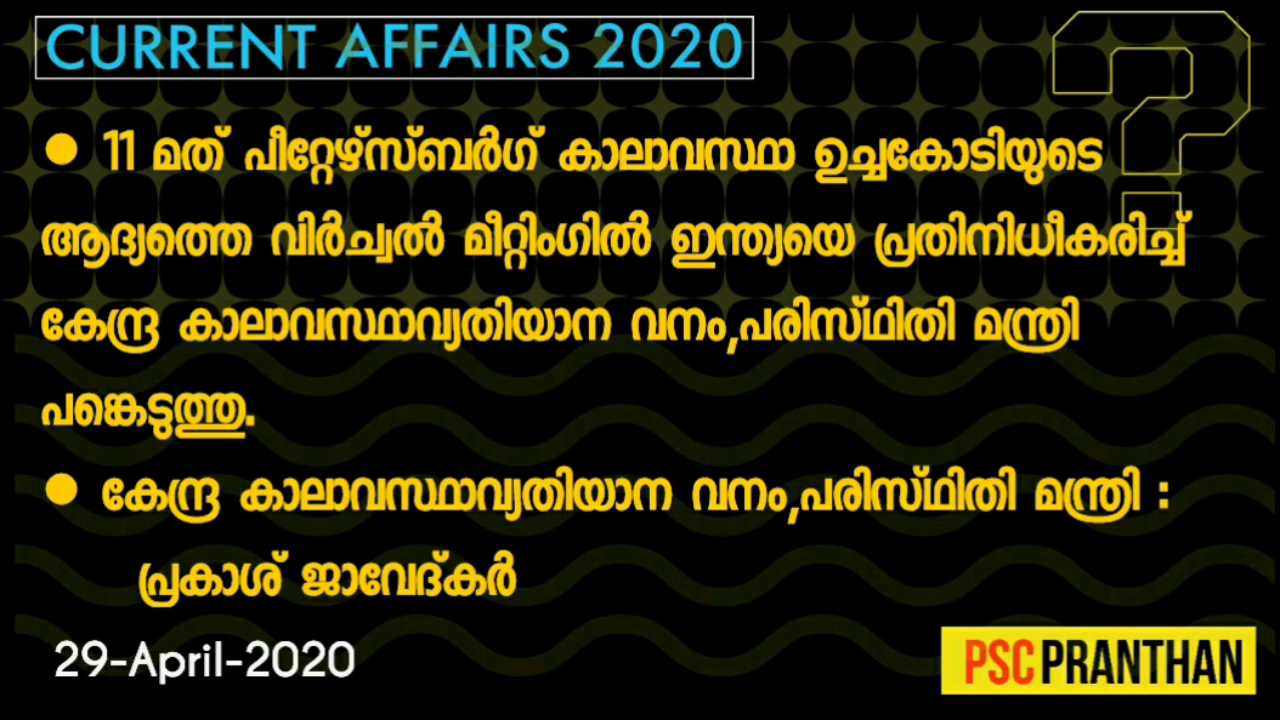 CURRENT AFFAIRS 2020
● 11 മത് പീറ്റേഴ്സ്ബർഗ് കാലാവസ്ഥ ഉച്ചകോടിയുടെ
ആദ്യത്തെ വിർച്വൽ മീറ്റിംഗിൽ ഇന്ത്യയെ പ്രതിനിധീകരിച്ച്
കേന്ദ്ര കാലാവസ്ഥാവ്യതിയാന വനം,പരിസ്ഥിതി മന്ത്രി
പങ്കെടുത്തു.
● കേന്ദ്ര കാലാവസ്ഥാവ്യതിയാന വനം,പരിസ്ഥിതി മന്ത്രി :
പ്രകാശ് ജാവേദ്കർ
29-April-2020
PSC PRANTHAN